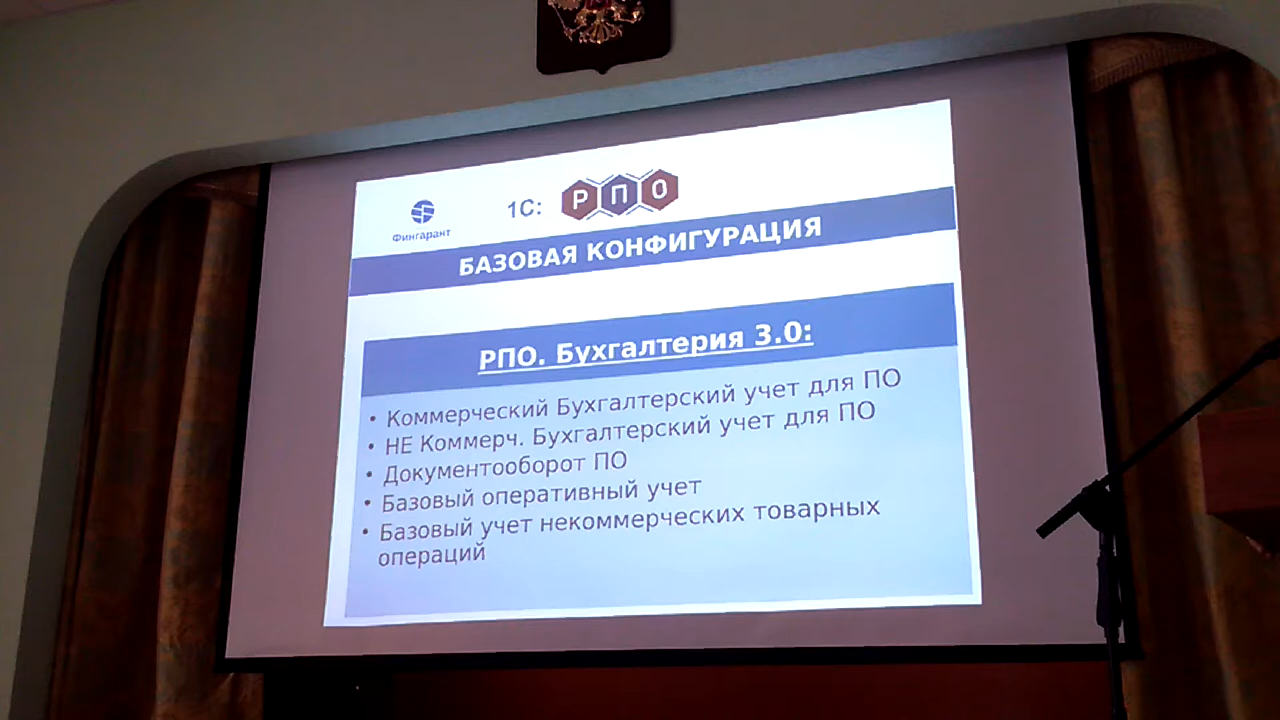 Фингарант
1С: РПО
БАЗОВАЯ КОНФИГУРАЦИЯ
РПО. Бухгалтерия 3.0:
• Коммерческий Бухгалтерский учет для ПО
• НЕ Коммерч. Бухгалтерский учет для ПО
• Документооборот ПО
• Базовый оперативный учет
• Базовый учет некоммерческих товарных
операций